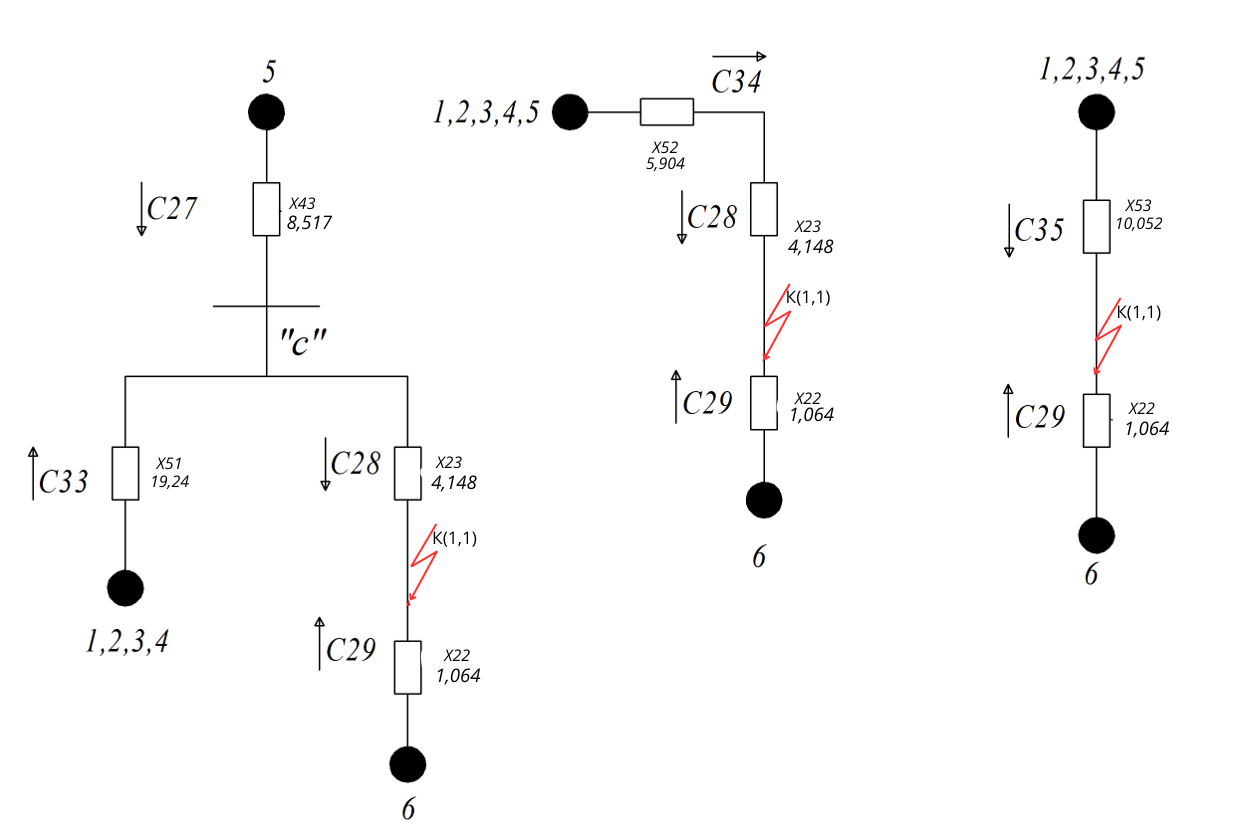 5
C27
X43
8,517
"c"
C33
X51
19,24
1,2,3,4
C28
X23
4,148
K(1,1)
C29
X22
1,064
6
C34
1,2,3,4,5
X52
5,904
C28
X23
4,148
K(1,1)
C29
X22
1,064
6
1,2,3,4,5
C35
X53
10,052
K(1,1)
C29
X22
1,064
6